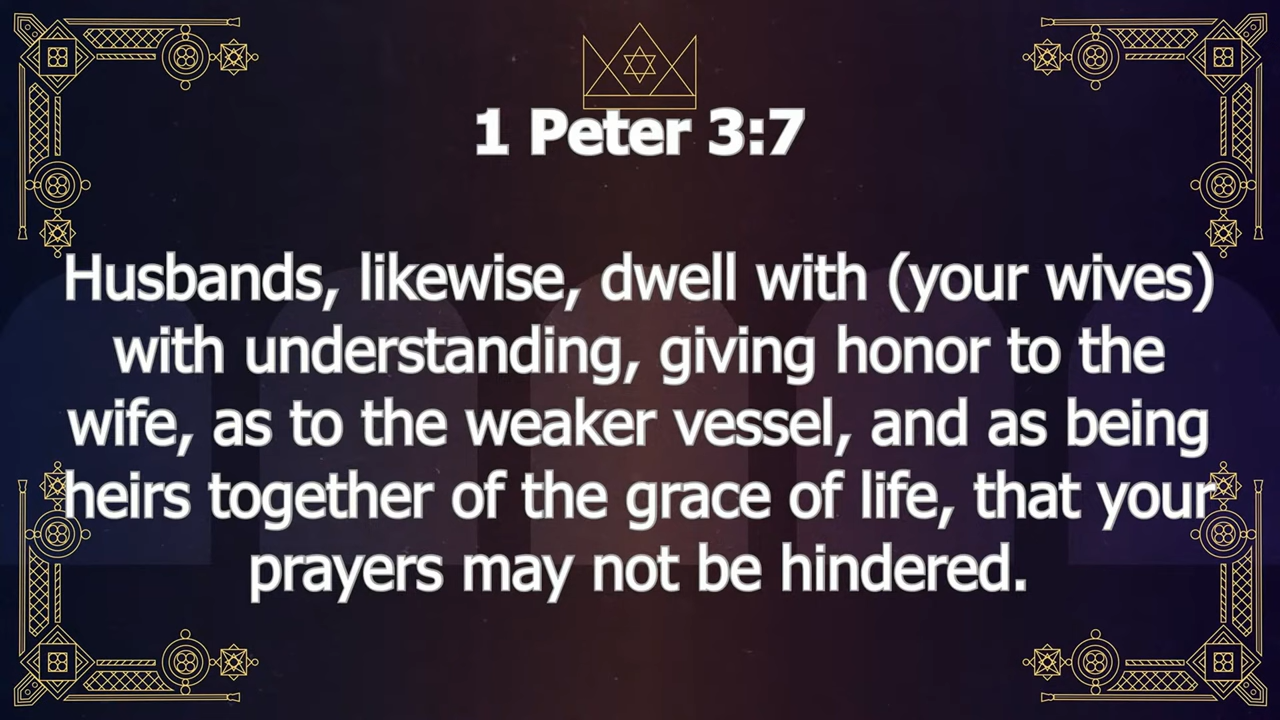 1 Peter 3:7
Husbands, likewise, dwell with (your wives)
with understanding, giving honor to the
wife, as to the weaker vessel, and as being
heirs together of the grace of life, that your
prayers may not be hindered.